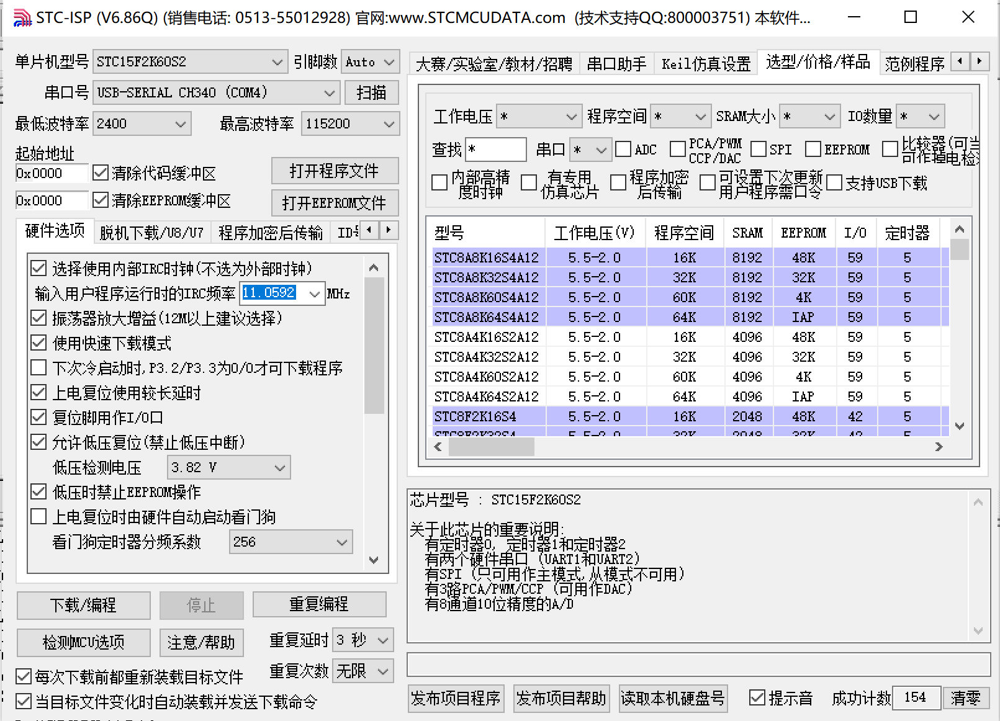 STC-ISP (V6.86Q) (销售电话: 0513-55012928) 官网:www.STCMCUDATA.com  (技术支持QQ:800003751) 本软件...
单片机型号 STC15F2K60S2 引脚数 Auto
串口号 USB-SERIAL CH340 (COM4) 扫描
最低波特率 2400 最高波特率 115200
起始地址
0x0000 清除代码缓冲区 打开程序文件
0x0000 清除EEPROM缓冲区 打开EEPROM文件
硬件选项 脱机下载/U8/U7 程序加密后传输
选择使用内部IRC时钟(不选为外部时钟)
输入用户程序运行时的IRC频率 11.0592 MHz
振荡器放大增益(12M以上建议选择)
使用快速下载模式
下次冷启动时,P3.2/P3.3为0/0才可下载程序
上电复位使用较长延时
复位脚用作I/O口
允许低压复位(禁止低压中断)
低压检测电压 3.82 V
低压时禁止EEPROM操作
上电复位时由硬件自动启动看门狗
看门狗定时器分频系数 256
下载/编程 停止 重复编程
检测MCU选项 注意/帮助 重复延时 3 秒
重复次数 无限
每次下载前都重新装载目标文件
当目标文件变化时自动装载并发送下载命令
大赛/实验室/教材/招聘 串口助手 Keil仿真设置 选型/价格/样品 范例程序
工作电压 * 程序空间 * SRAM大小 * IO数量 *
查找 * 串口 * ADC PCA/PWM CCP/DAC SPI EEPROM 比较器(可当 可作掉电检
内部高精度时钟 有专用仿真芯片 程序加密后传输 可设置下次更新用户程序需口令 支持USB下载
型号 工作电压(V) 程序空间 SRAM EEPROM I/O 定时器
STC8A8K16S4A12 5.5-2.0 16K 8192 48K 59 5
STC8A8K32S4A12 5.5-2.0 32K 8192 32K 59 5
STC8A8K60S4A12 5.5-2.0 60K 8192 4K 59 5
STC8A8K64S4A12 5.5-2.0 64K 8192 IAP 59 5
STC8A4K16S2A12 5.5-2.0 16K 4096 48K 59 5
STC8A4K32S2A12 5.5-2.0 32K 4096 32K 59 5
STC8A4K60S2A12 5.5-2.0 60K 4096 4K 59 5
STC8A4K64S2A12 5.5-2.0 64K 4096 IAP 59 5
STC8F2K16S4 5.5-2.0 16K 2048 48K 42 5
STC8F2K32S4 5.5-2.0 32K 2048 32K 42 5
芯片型号 : STC15F2K60S2
关于此芯片的重要说明:
有定时器0, 定时器1和定时器2
有两个硬件串口 (UART1和UART2)
有SPI (只可用作主模式,从模式不可用)
有3路PCA/PWM/CCP (可用作DAC)
有8通道10位精度的A/D
发布项目程序 发布项目帮助 读取本机硬盘号 提示音 成功计数 154 清零